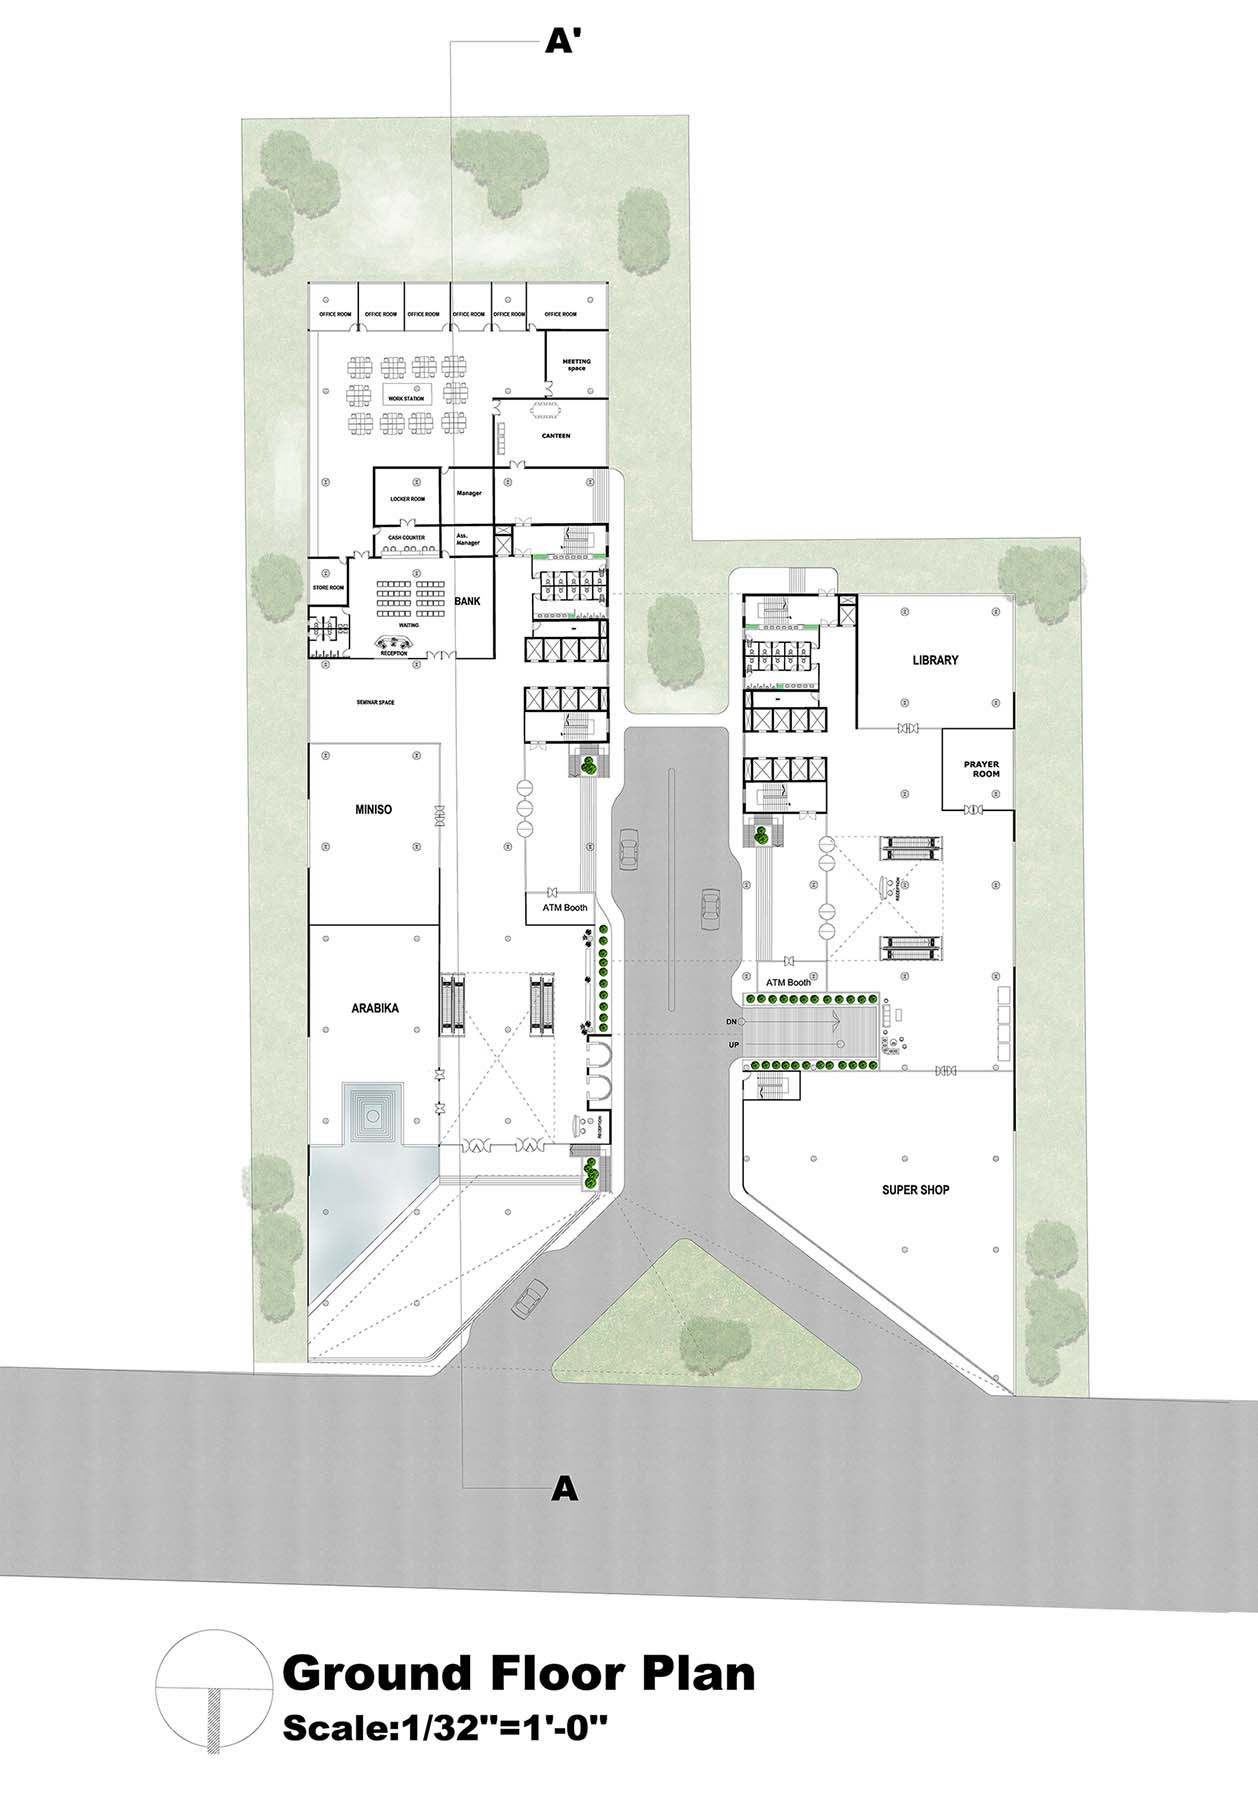 A'
OFFICE ROOM
OFFICE ROOM
OFFICE ROOM
OFFICE ROOM
OFFICE ROOM
OFFICE ROOM
MEETING
space
WORK STATION
CANTEEN
LOCKER ROOM
Manager
CASH COUNTER
Ass.
Manager
STORE ROOM
BANK
WAITING
RECEPTION
LIBRARY
SEMINAR SPACE
PRAYER
ROOM
MINISO
RECEPTION
ATM Booth
ATM Booth
ARABIKA
DN
UP
RECEPTION
SUPER SHOP
A
Ground Floor Plan
Scale:1/32"=1'-0"